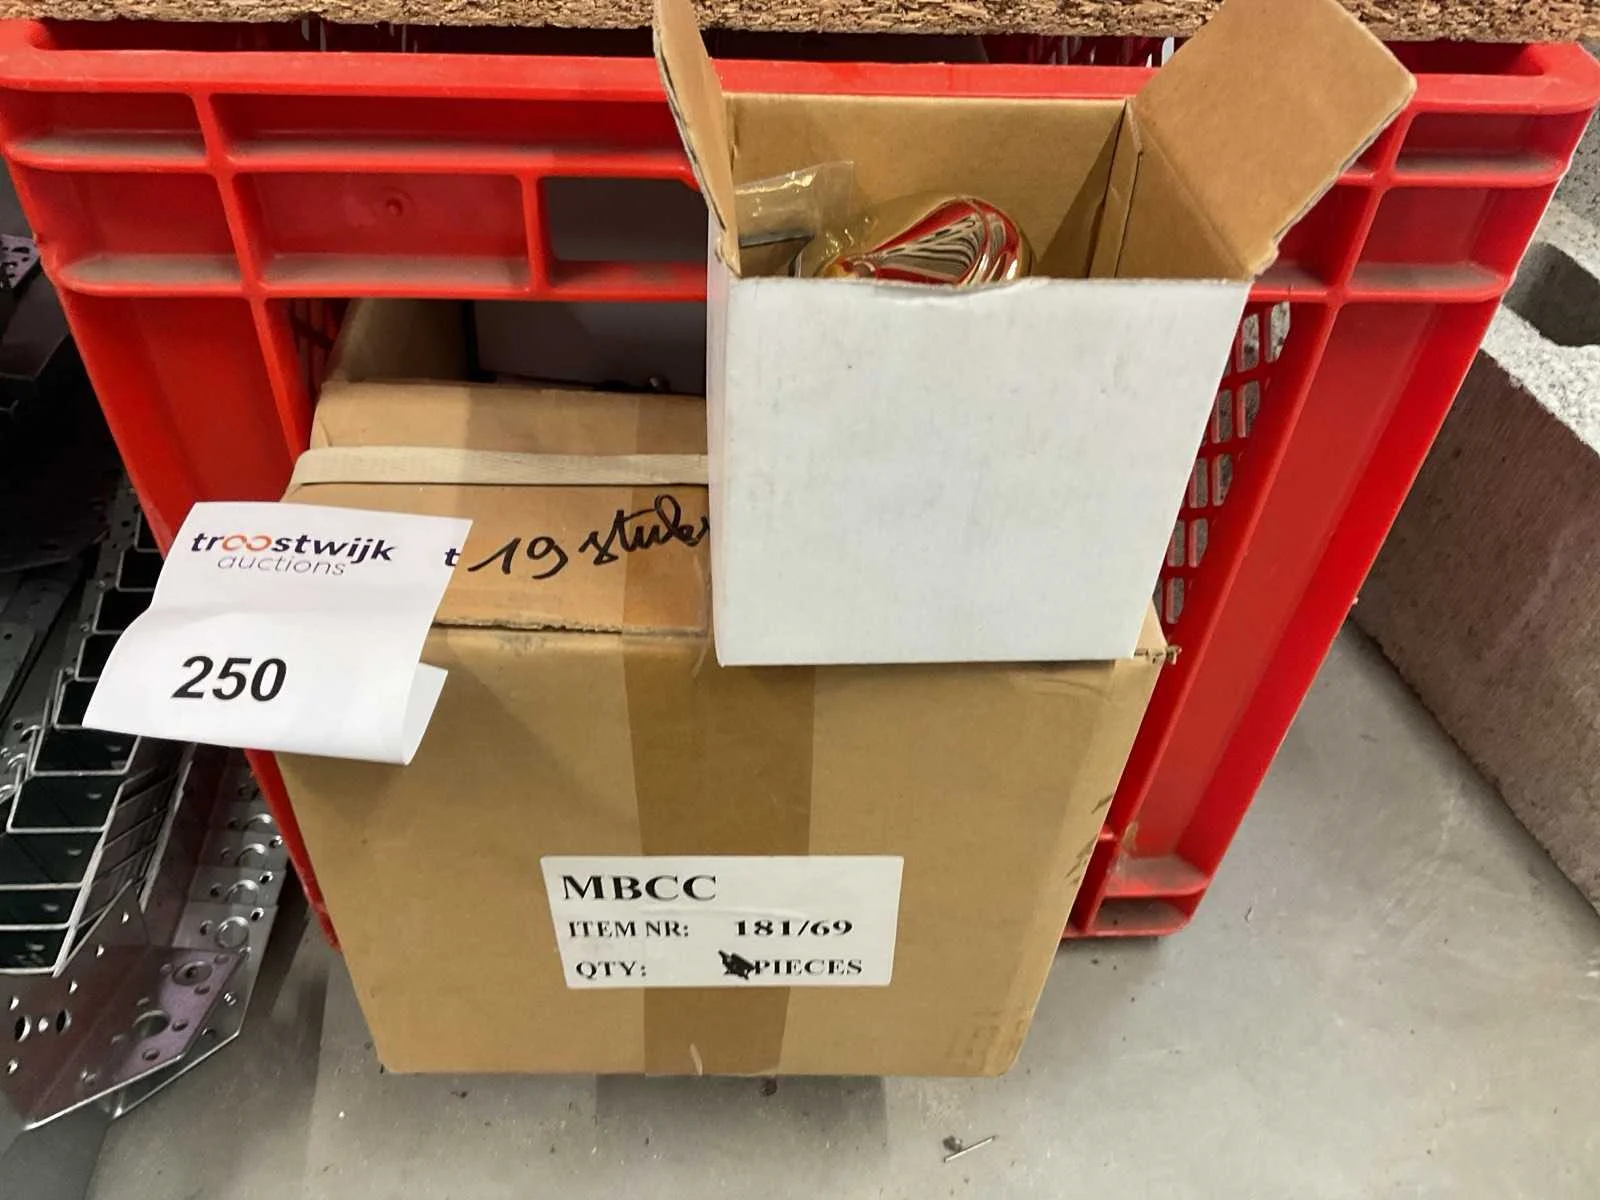 troostwijk
auctions
250
t 19 stuks
MBCC
ITEM NR: 181/69
QTY: PIECES